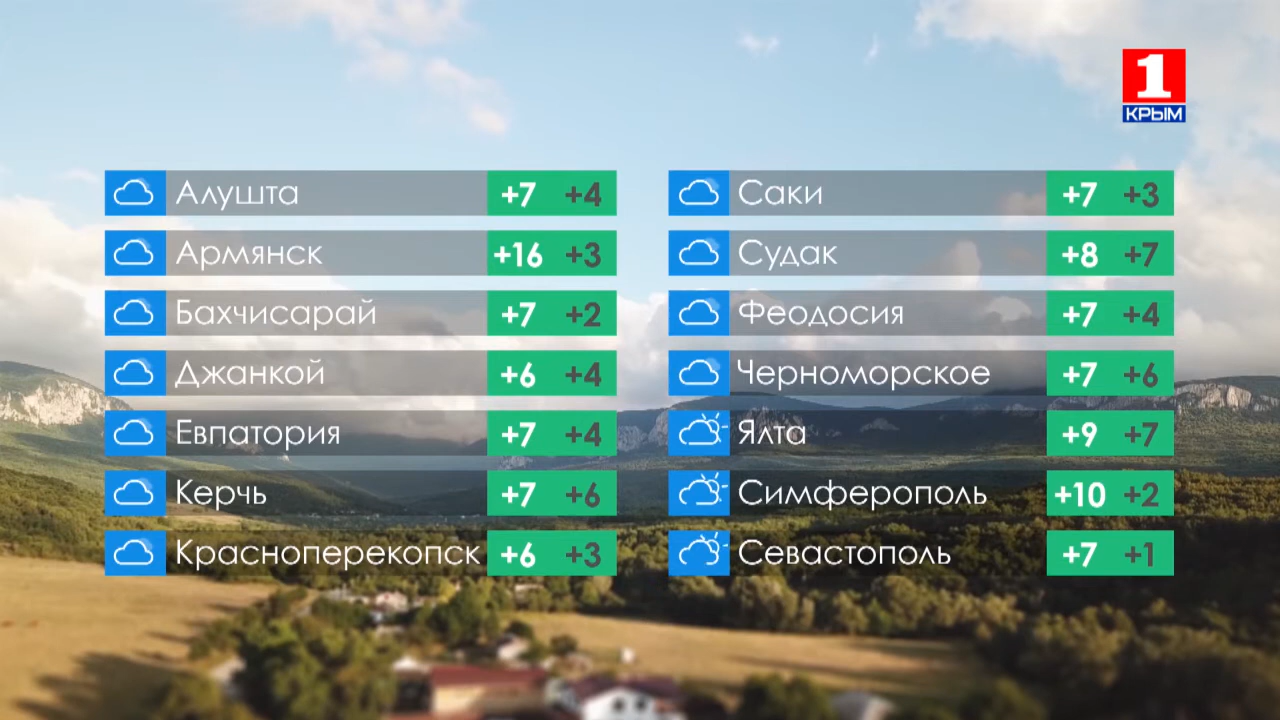 1
КРЫМ
Алушта +7 +4
Армянск +16 +3
Бахчисарай +7 +2
Джанкой +6 +4
Евпатория +7 +4
Керчь +7 +6
Красноперекопск +6 +3
Саки +7 +3
Судак +8 +7
Феодосия +7 +4
Черноморское +7 +6
Ялта +9 +7
Симферополь +10 +2
Севастополь +7 +1